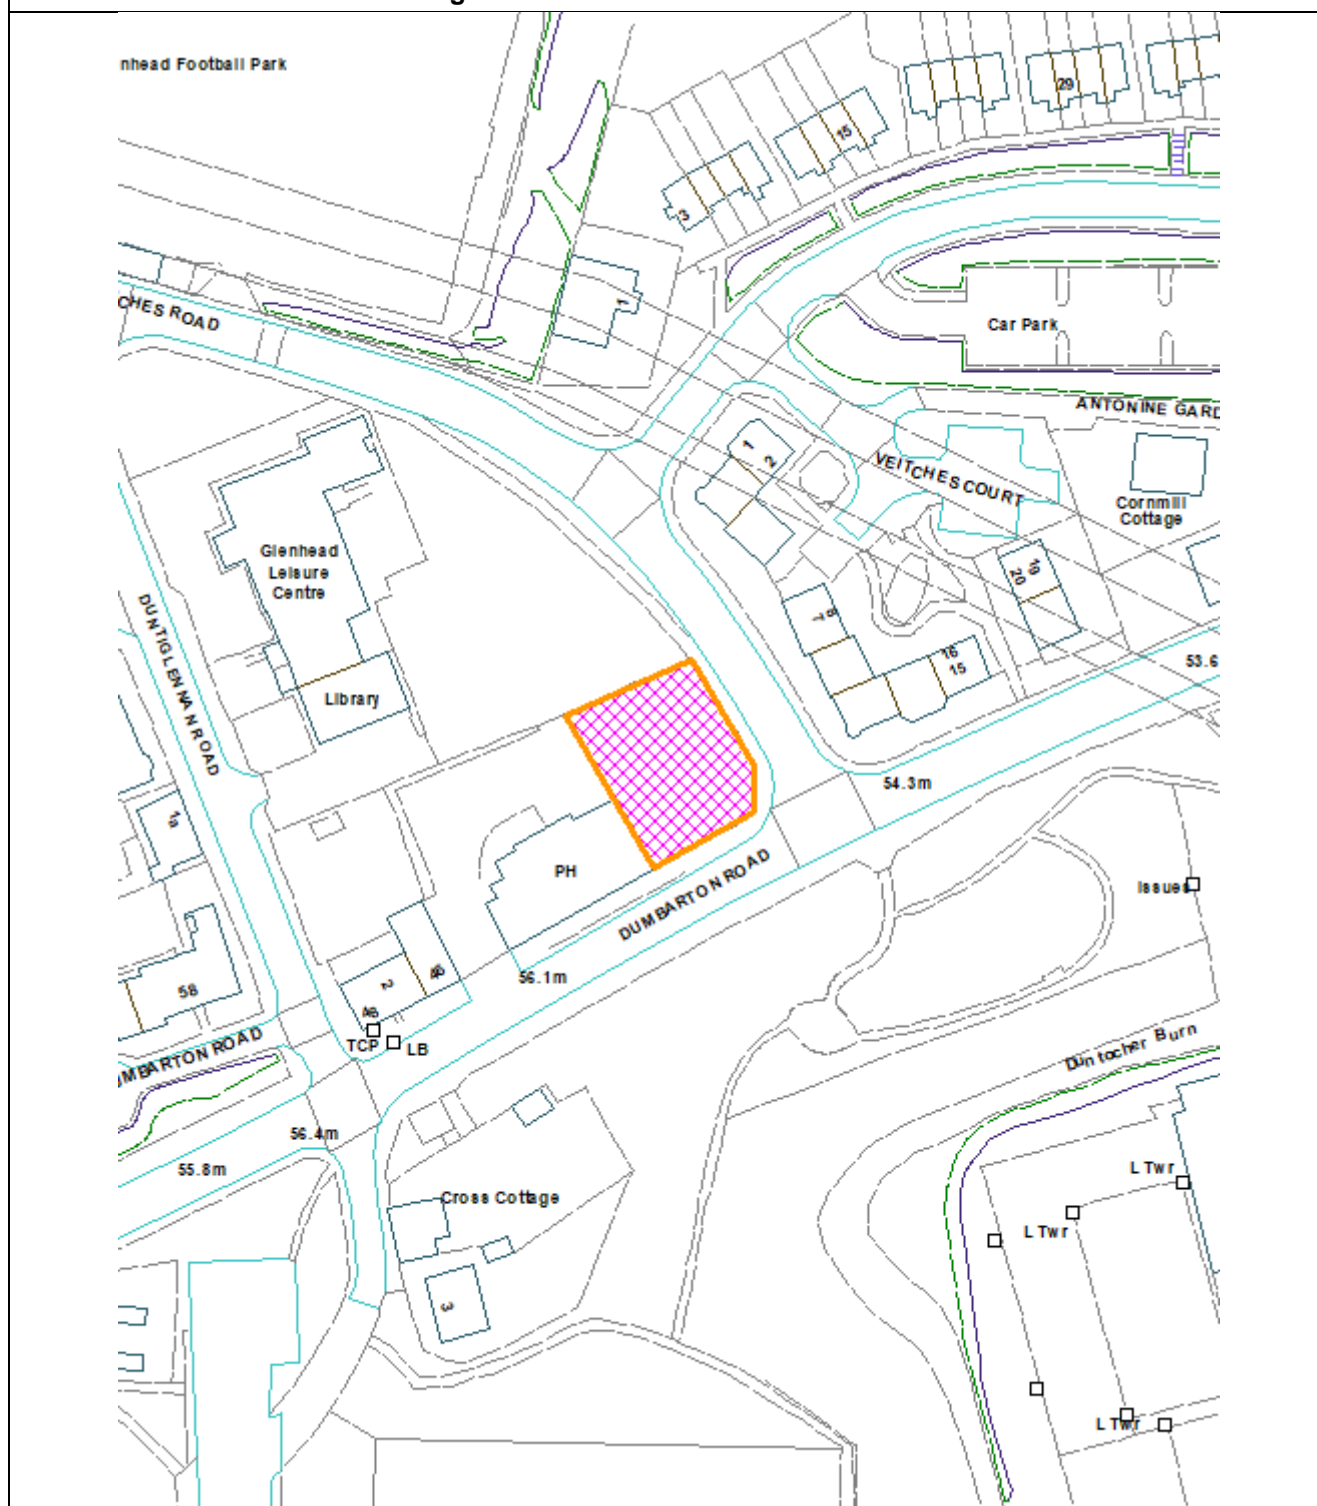 nhead Football Park
29
15
3
1
CHES ROAD
Car Park
ANTONINE GARD
1
2
VEITCHES COURT
Cornmill
Cottage
Glenhead
Leisure
Centre
19
20
DUNTIGLENNAN ROAD
8
7
16
15
53.6
Library
54.3m
1a
PH
DUMBARTON ROAD
Issues
46
2
56.1m
58
TCP
LB
UMBARTON ROAD
Duntocher Burn
56.4m
55.8m
L Twr
Cross Cottage
L Twr
3
L Twr